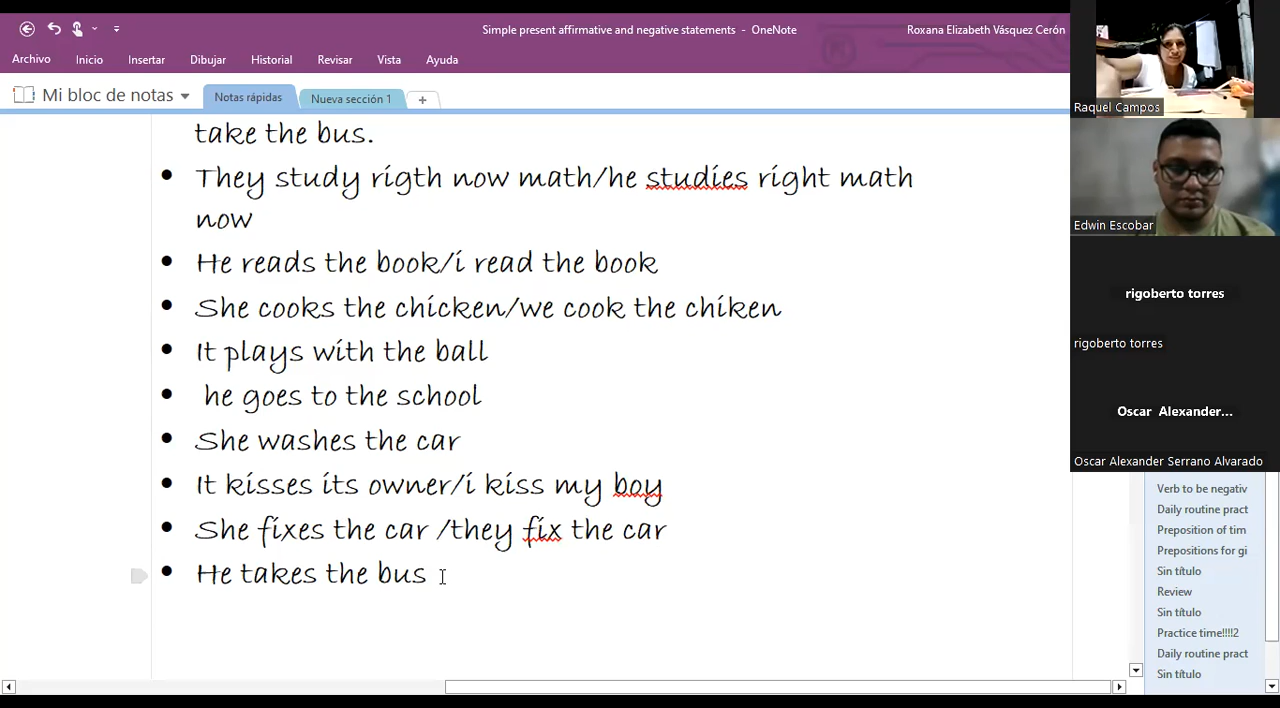 Simple present affirmative and negative statements - OneNote
Roxana Elizabeth Vásquez Cerón
Archivo Inicio Insertar Dibujar Historial Revisar Vista Ayuda
Mi bloc de notas Notas rápidas Nueva sección 1 +
take the bus.
• They study rigth now math/he studies right math
now
• He reads the book/i read the book
• She cooks the chicken/we cook the chiken
• It plays with the ball
• he goes to the school
• She washes the car
• It kisses its owner/i kiss my boy
• She fixes the car /they fix the car
• He takes the bus
Raquel Campos
Edwin Escobar
rigoberto torres
rigoberto torres
Oscar Alexander...
Oscar Alexander Serrano Alvarado
Verb to be negativ
Daily routine pract
Preposition of tim
Prepositions for gi
Sin título
Review
Sin título
Practice time!!!!2
Daily routine pract
Sin título